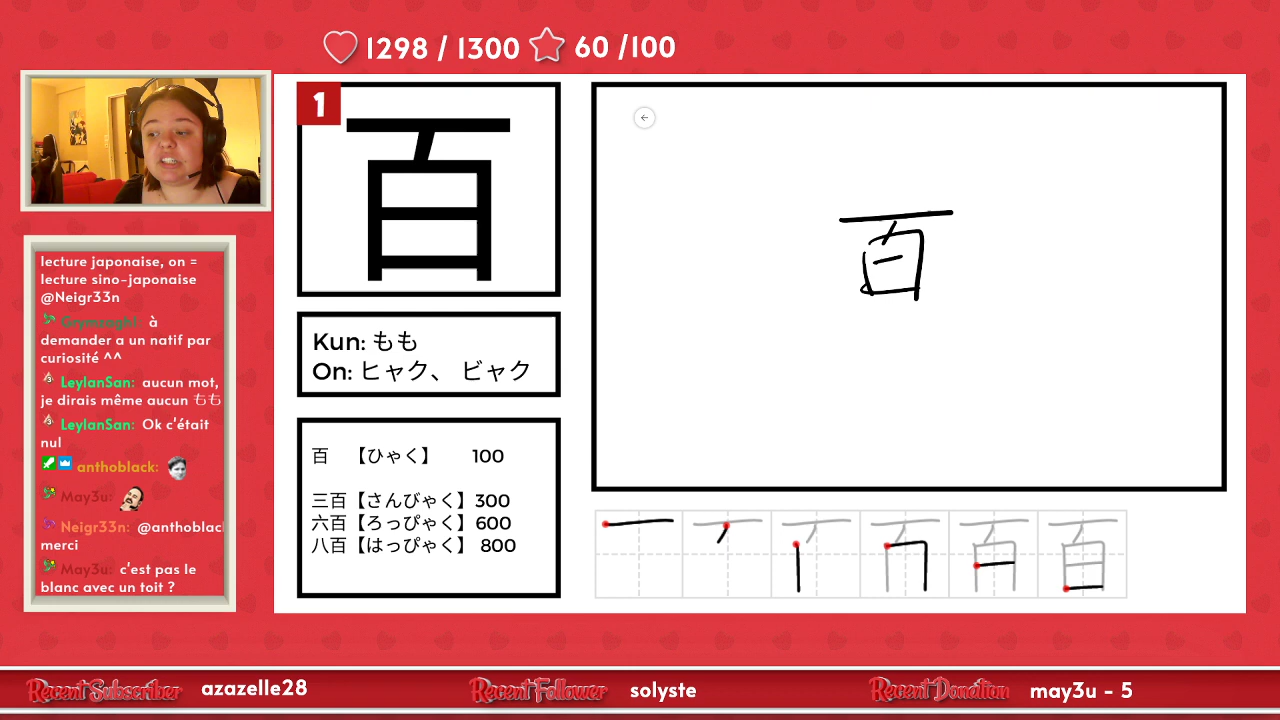 1298 / 1300 60 /100
1
百
百
Kun: もも
On: ヒャク、 ビャク
百 【ひゃく】 100
三百【さんびゃく】300
六百【ろっぴゃく】600
八百【はっぴゃく】 800
lecture japonaise, on =
lecture sino-japonaise
@Neigr33n
Grymzogh: à
demander a un natif par
curiosité ^^
LeylanSan: aucun mot,
je dirais même aucun もも
LeylanSan: Ok c'était
nul
anthoblack:
May3u:
Neigr33n: @anthoblac
merci
May3u: c'est pas le
blanc avec un toit ?
Recent Subscriber azazelle28 Recent Follower solyste Recent Donation may3u - 5